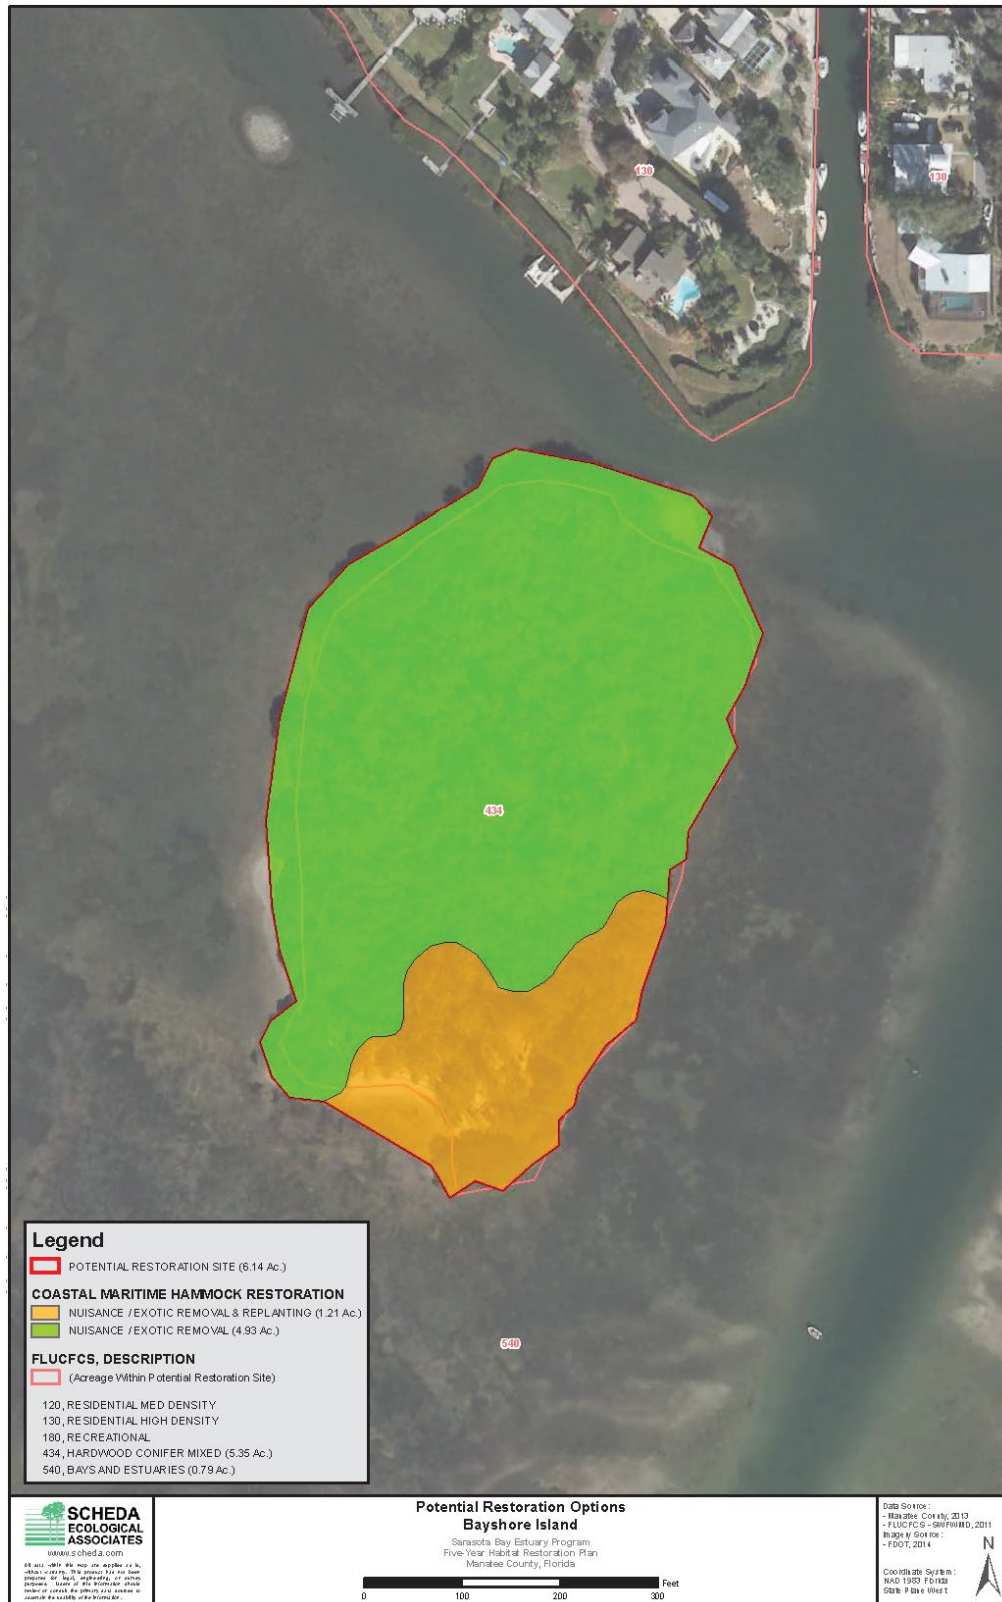 130
130
434
540
Legend
POTENTIAL RESTORATION SITE (6.14 Ac.)
COASTAL MARITIME HAMMOCK RESTORATION
NUISANCE / EXOTIC REMOVAL & REPLANTING (1.21 Ac.)
NUISANCE / EXOTIC REMOVAL (4.93 Ac.)
FLUCFCS, DESCRIPTION
(Acreage Within Potential Restoration Site)
120, RESIDENTIAL MED DENSITY
130, RESIDENTIAL HIGH DENSITY
180, RECREATIONAL
434, HARDWOOD CONIFER MIXED (5.35 Ac.)
540, BAYS AND ESTUARIES (0.79 Ac.)
SCHEDA
ECOLOGICAL
ASSOCIATES
www.scheda.com
Potential Restoration Options
Bayshore Island
Sarasota Bay Estuary Program
Five-Year Habitat Restoration Plan
Manatee County, Florida
Feet
0 100 200 300
Data Source:
- Manatee County, 2013
- FLUCFCS - SWFWMD, 2011
Imagery Source:
- FDOT, 2014
Coordinate System:
NAD 1983 Florida
State Plane West
N